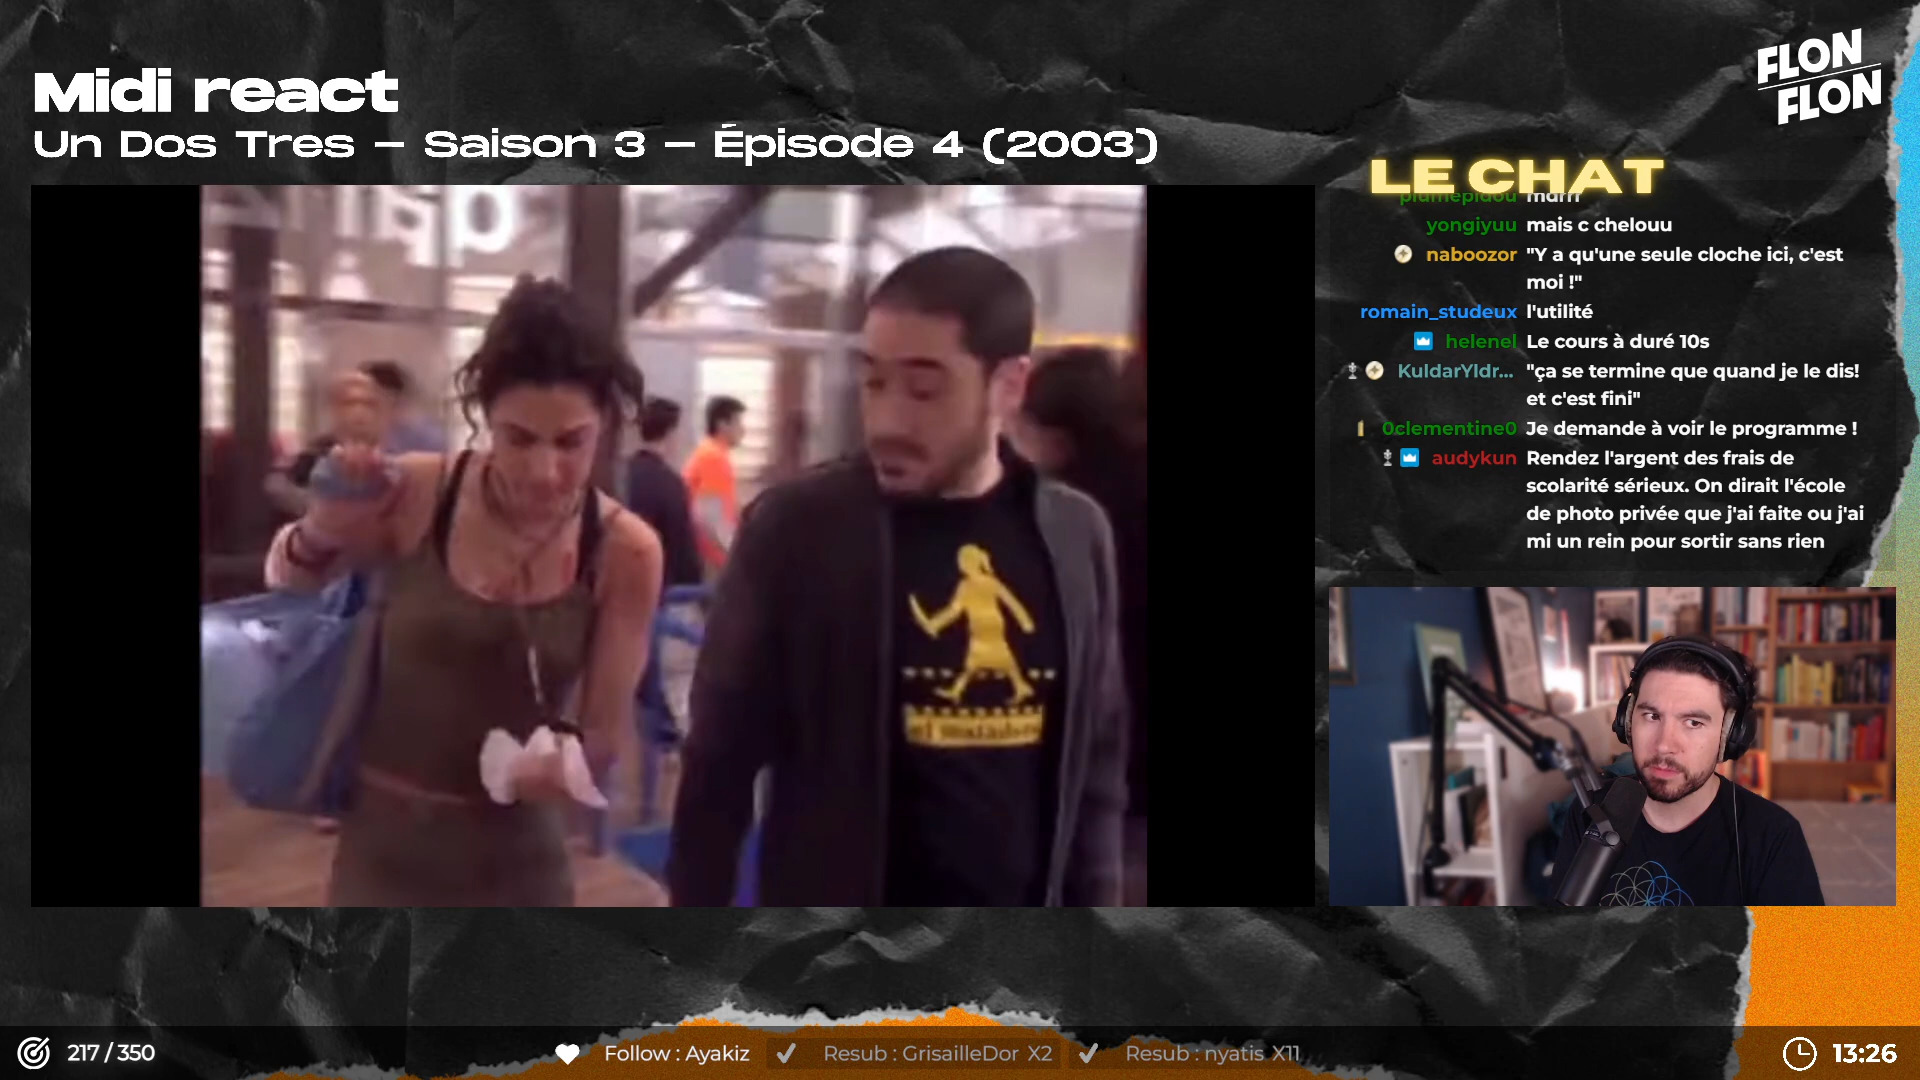 Midi react
Un Dos Tres – Saison 3 – Épisode 4 (2003)
FLON
FLON
LE CHAT
plumepidou mdrrr
yongiyuu mais c chelouu
naboozor "Y a qu'une seule cloche ici, c'est
moi !"
romain_studeux l'utilité
helenel Le cours à duré 10s
KuldarYldr... "ça se termine que quand je le dis!
et c'est fini"
0clementine0 Je demande à voir le programme !
audykun Rendez l'argent des frais de
scolarité sérieux. On dirait l'école
de photo privée que j'ai faite ou j'ai
mi un rein pour sortir sans rien
217 / 350
Follow : Ayakiz
Resub : GrisailleDor X2
Resub : nyatis X11
13:26